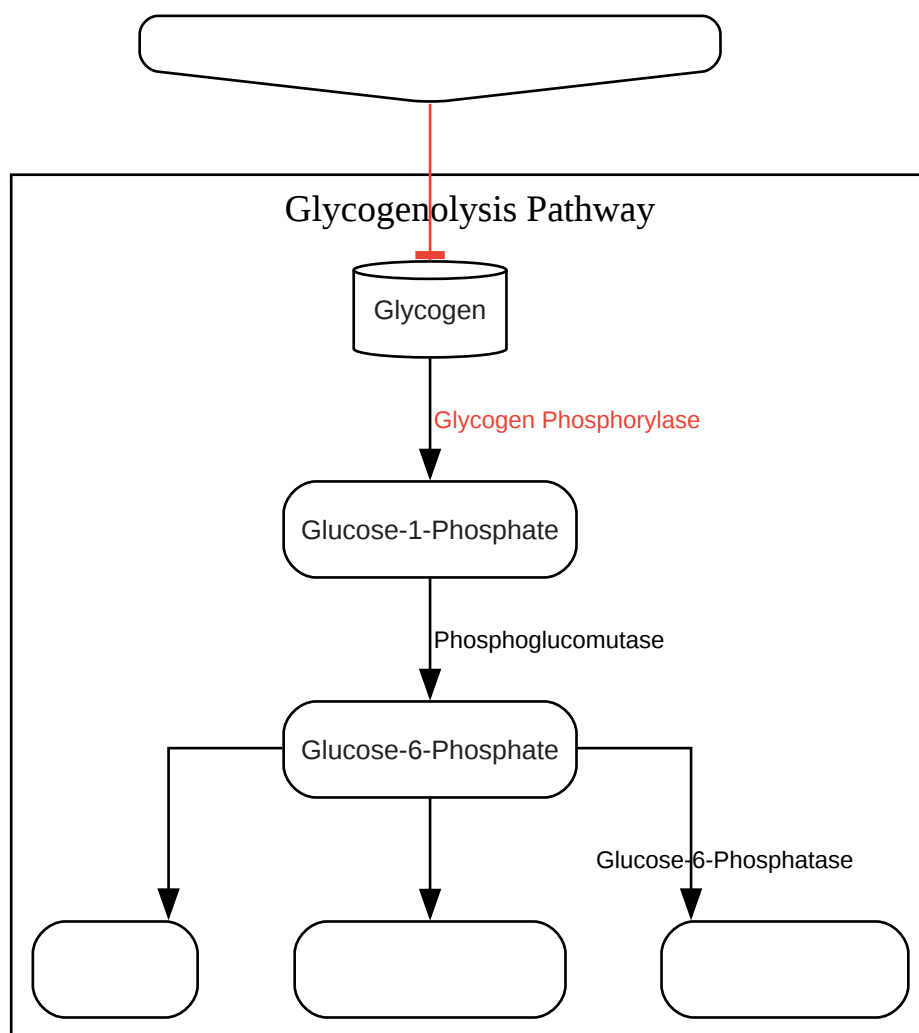 Glycogenolysis Pathway
Glycogen
Glycogen Phosphorylase
Glucose-1-Phosphate
Phosphoglucomutase
Glucose-6-Phosphate
Glucose-6-Phosphatase